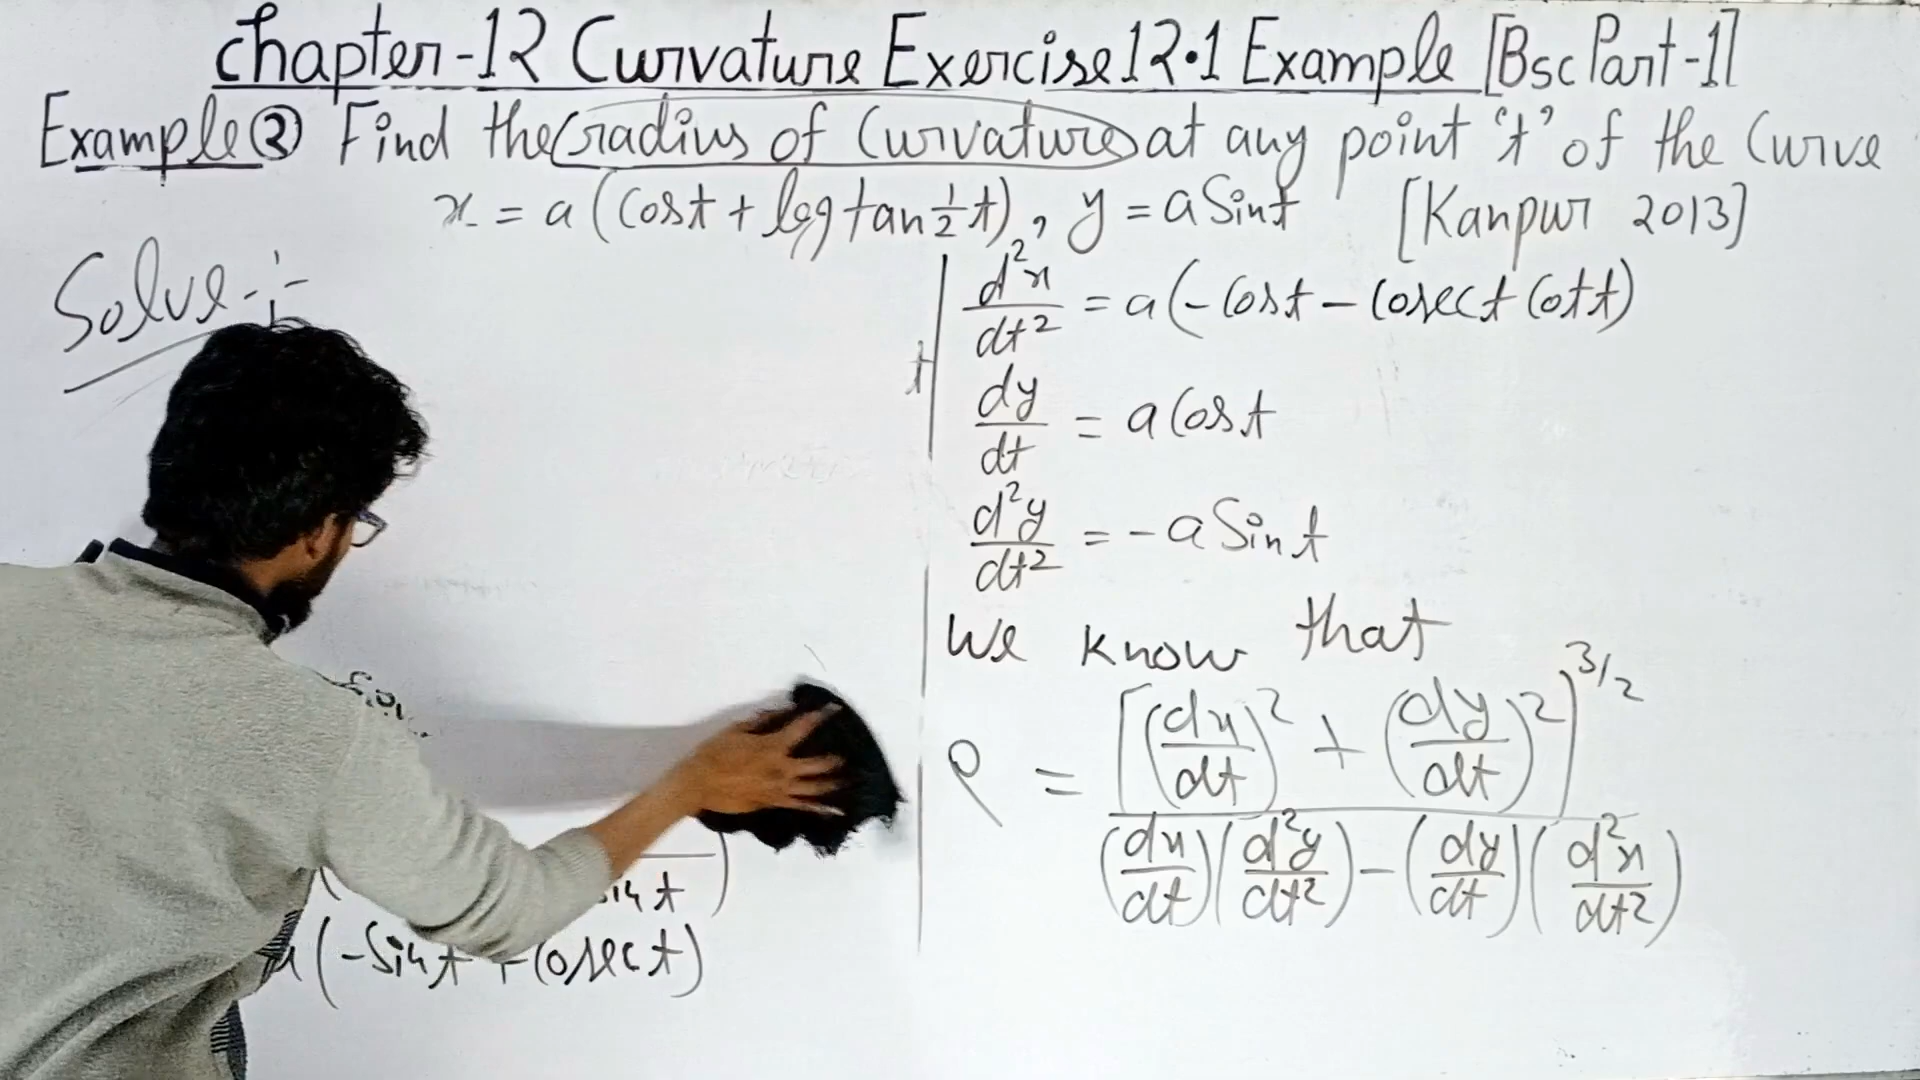 Chapter-12 Curvature Exercise 12.1 Example [Bsc Part-1]
Example ② Find the radius of Curvature at any point 't' of the Curve
x = a (Cost + log tan ½ t), y = a Sint [Kanpur 2013]
Solve :-
d²x/dt² = a (- Cost - Cosect Cott)
dy/dt = a Cost
d²y/dt² = - a Sint
We know that
ρ = [(dx/dt)² + (dy/dt)²]^3/2 / (dx/dt)(d²y/dt²) - (dy/dt)(d²x/dt²)
(-Sint + Cosect)